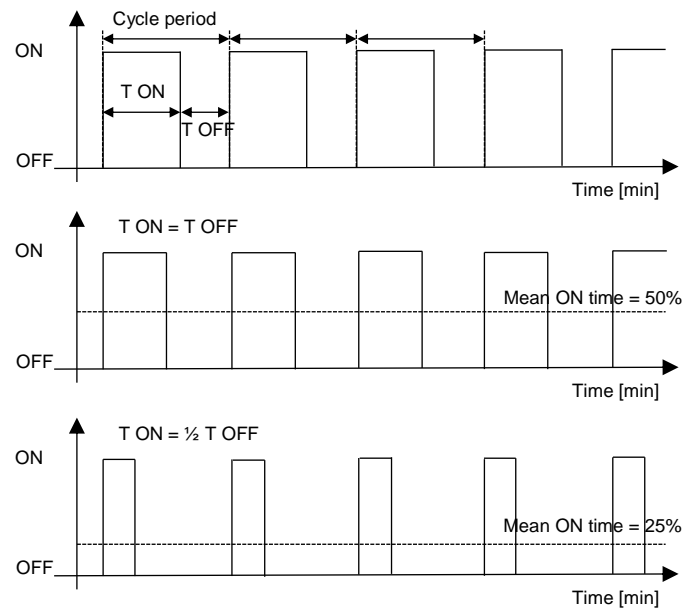 Cycle period
ON
T ON
T OFF
OFF
Time [min]
T ON = T OFF
ON
Mean ON time = 50%
OFF
Time [min]
T ON = ½ T OFF
ON
Mean ON time = 25%
OFF
Time [min]